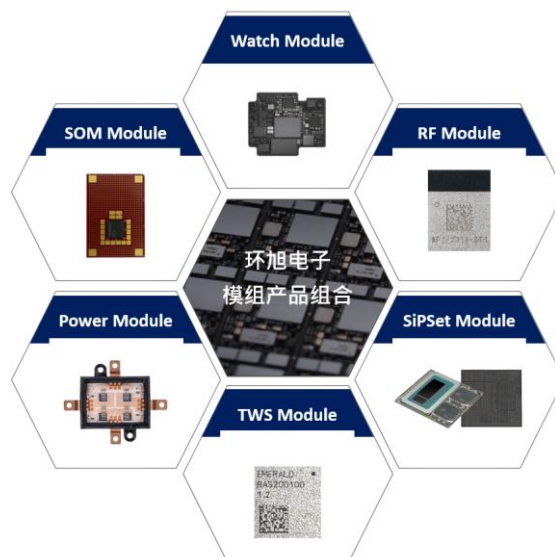 Watch Module
SOM Module
RF Module
环旭电子
模组产品组合
Power Module
SiPSet Module
TWS Module
EMERALD
BA520D100
1.2